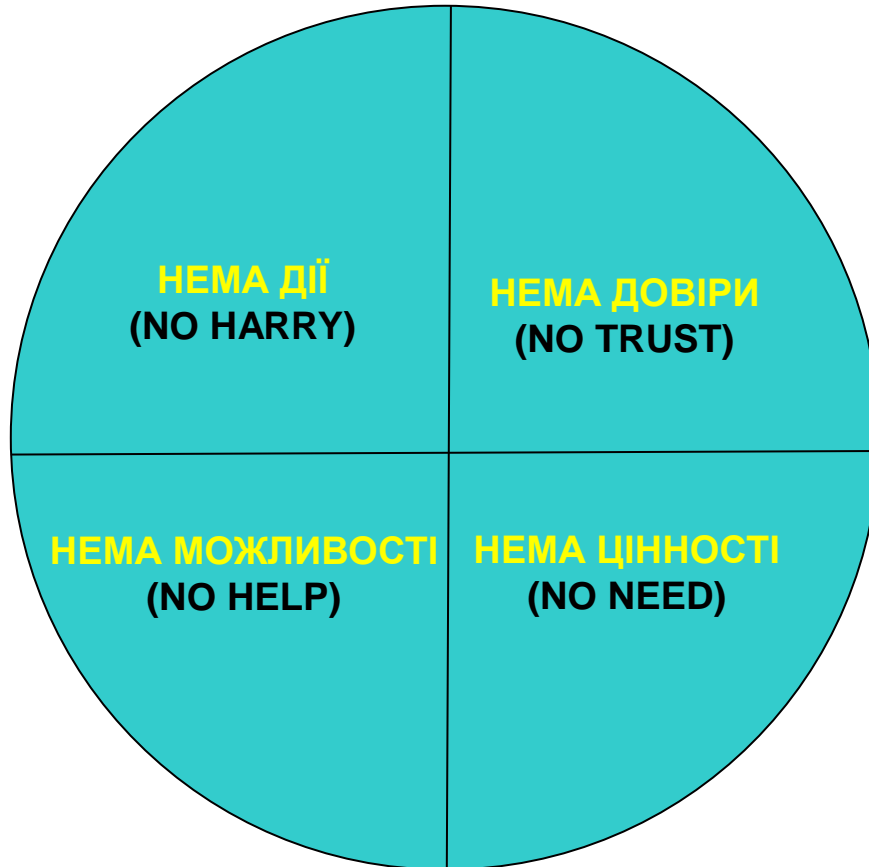 НЕМА ДІЇ
(NO HARRY)
НЕМА ДОВІРИ
(NO TRUST)
НЕМА МОЖЛИВОСТІ
(NO HELP)
НЕМА ЦІННОСТІ
(NO NEED)